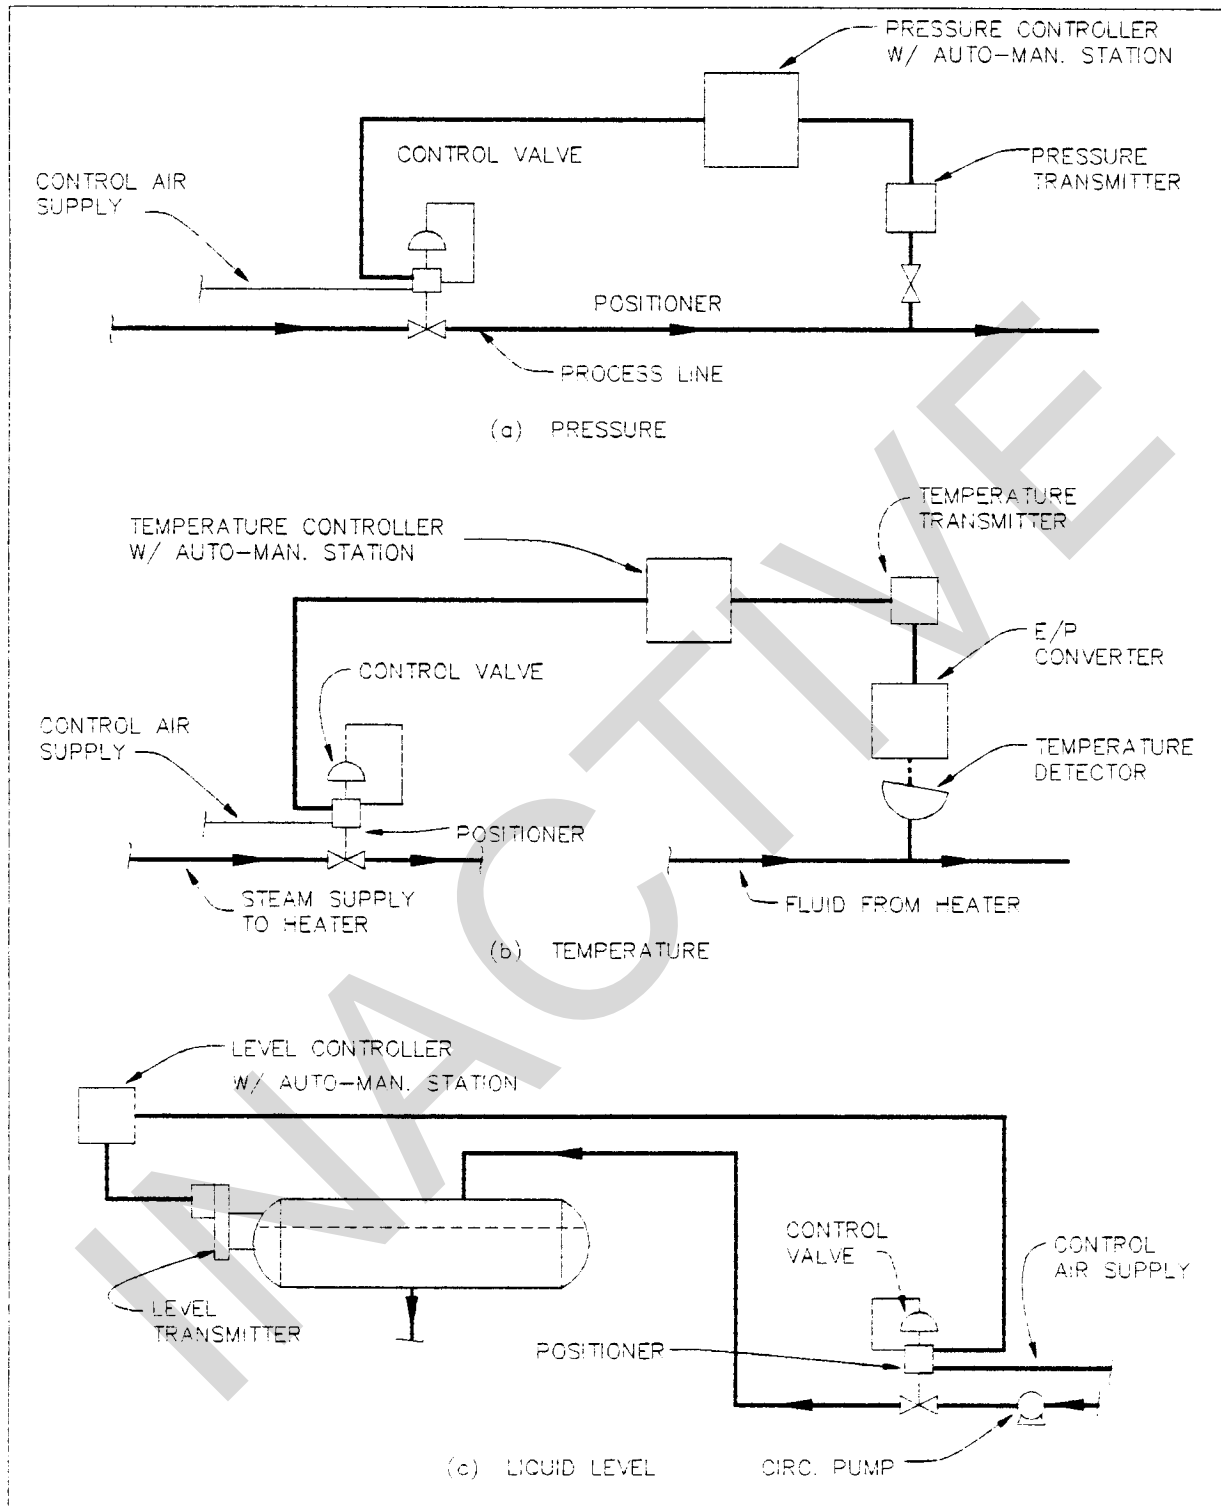 PRESSURE CONTROLLER
W/ AUTO-MAN. STATION
CONTROL VALVE
PRESSURE
TRANSMITTER
CONTROL AIR
SUPPLY
POSITIONER
PROCESS LINE
(a) PRESSURE
TEMPERATURE
TRANSMITTER
TEMPERATURE CONTROLLER
W/ AUTO-MAN. STATION
E/P
CONVERTER
CONTROL VALVE
CONTROL AIR
SUPPLY
TEMPERATURE
DETECTOR
POSITIONER
STEAM SUPPLY
TO HEATER
FLUID FROM HEATER
(b) TEMPERATURE
LEVEL CONTROLLER
W/ AUTO-MAN. STATION
CONTROL
VALVE
CONTROL
AIR SUPPLY
LEVEL
TRANSMITTER
POSITIONER
(c) LIQUID LEVEL
CIRC. PUMP
INACTIVE